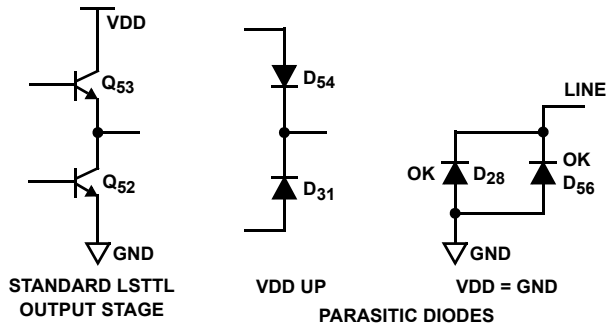 VDD
Q53
Q52
GND
STANDARD LSTTL
OUTPUT STAGE
D54
D31
VDD UP
LINE
OK D28
OK
D56
GND
VDD = GND
PARASITIC DIODES